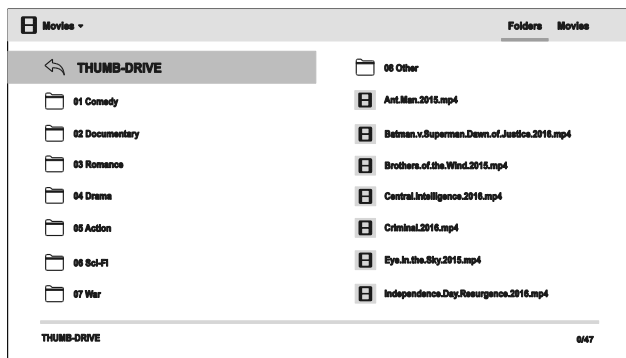 Movies
Folders Movies
THUMB-DRIVE
01 Comedy
02 Documentary
03 Romance
04 Drama
05 Action
06 Sci-Fi
07 War
08 Other
Ant.Man.2015.mp4
Batman.v.Superman.Dawn.of.Justice.2016.mp4
Brothers.of.the.Wind.2015.mp4
Central.Intelligence.2016.mp4
Criminal.2016.mp4
Eye.in.the.Sky.2015.mp4
Independence.Day.Resurgence.2016.mp4
THUMB-DRIVE
0/47